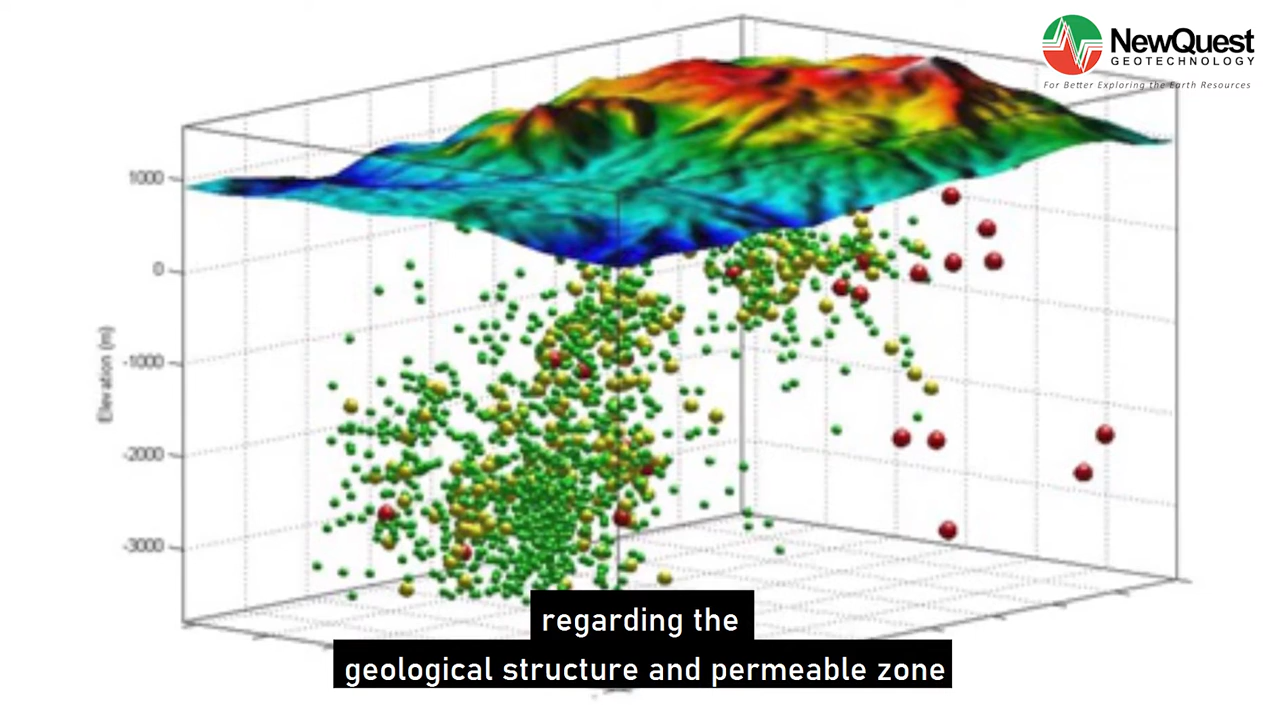 NewQuest
GEOTECHNOLOGY
For Better Exploring the Earth Resources
1000
0
-1000
-2000
-3000
Elevation (m)
regarding the
geological structure and permeable zone